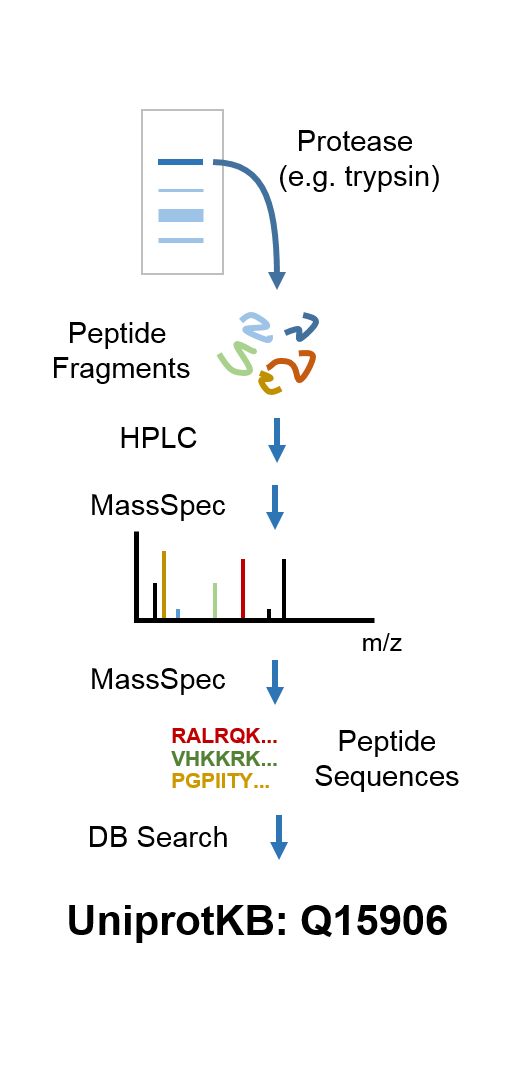 Protease
(e.g. trypsin)
Peptide
Fragments
HPLC
MassSpec
m/z
MassSpec
RALRQK...
VHKKRK...
PGPIITY...
Peptide
Sequences
DB Search
UniprotKB: Q15906